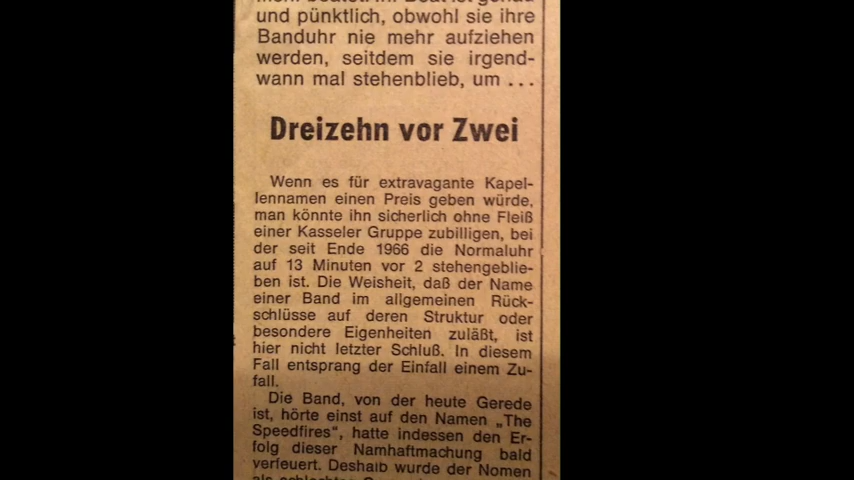 und pünktlich, obwohl sie ihre
Banduhr nie mehr aufziehen
werden, seitdem sie irgend-
wann mal stehenblieb, um ...
Dreizehn vor Zwei
Wenn es für extravagante Kapel-
lennamen einen Preis geben würde,
man könnte ihn sicherlich ohne Fleiß
einer Kasseler Gruppe zubilligen, bei
der seit Ende 1966 die Normaluhr
auf 13 Minuten vor 2 stehengeblie-
ben ist. Die Weisheit, daß der Name
einer Band im allgemeinen Rück-
schlüsse auf deren Struktur oder
besondere Eigenheiten zuläßt, ist
hier nicht letzter Schluß. In diesem
Fall entsprang der Einfall einem Zu-
fall.
Die Band, von der heute Gerede
ist, hörte einst auf den Namen „The
Speedfires“, hatte indessen den Er-
folg dieser Namhaftmachung bald
verfeuert. Deshalb wurde der Nomen